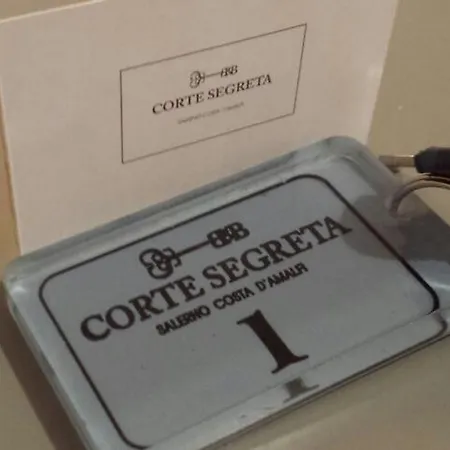 CORTE SEGRETA
CORTE SEGRETA
SALERNO COSTA D'AMALFI
1